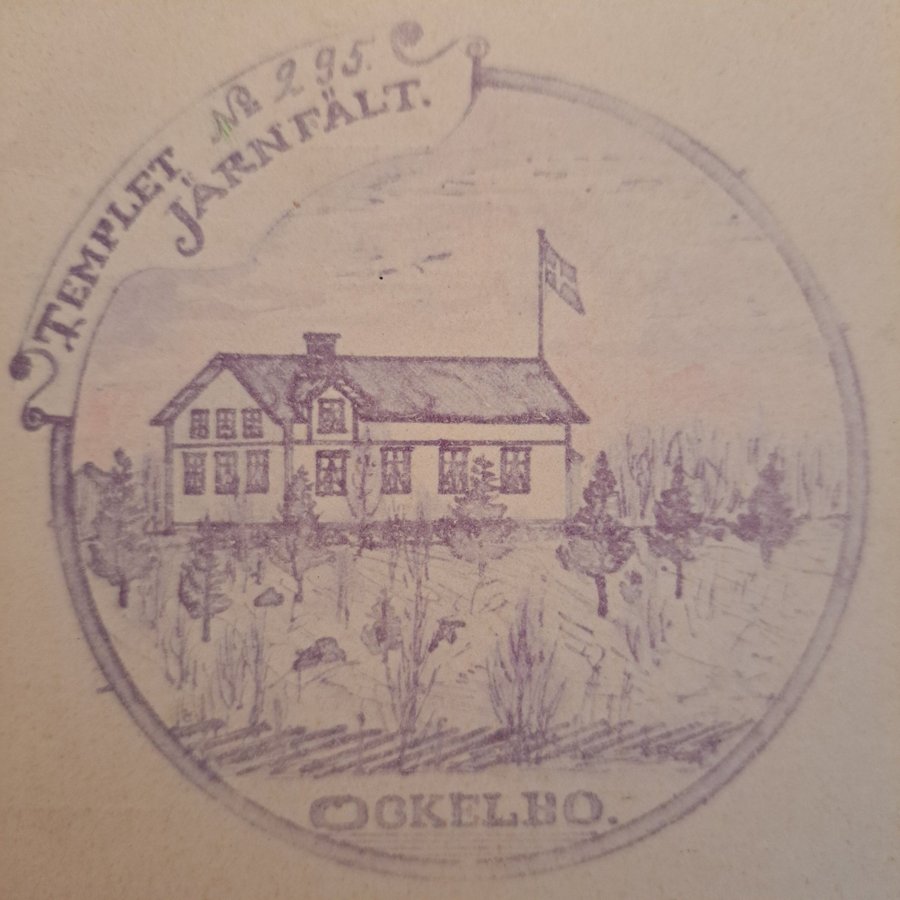 TEMPLET № 295.
JÄRNFÄLT.
OCKELBO.